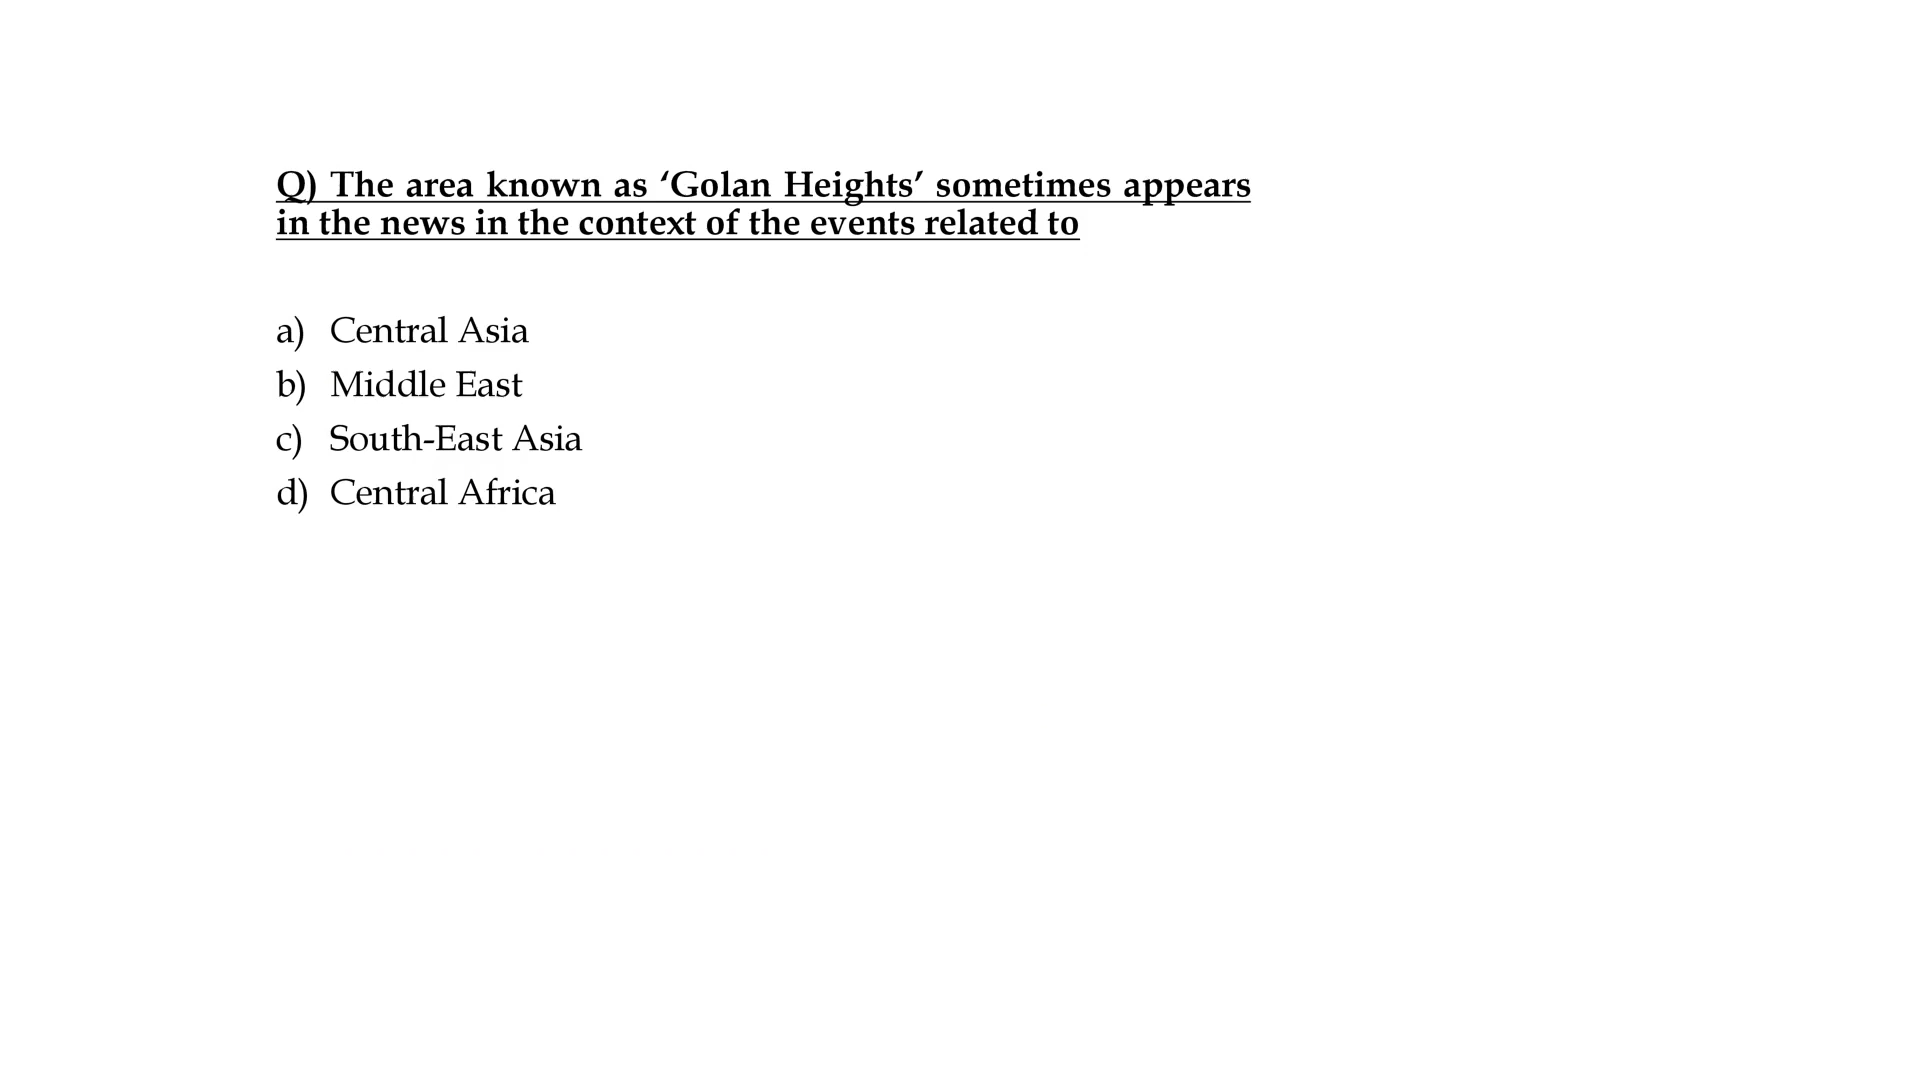 Q) The area known as ‘Golan Heights’ sometimes appears
in the news in the context of the events related to
a) Central Asia
b) Middle East
c) South-East Asia
d) Central Africa